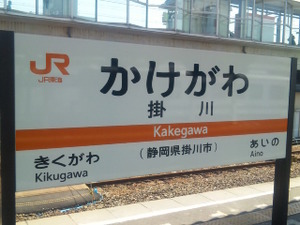 JR
JR東海
かけがわ
掛川
Kakegawa
(静岡県掛川市)
きくがわ
Kikugawa
あいの
Aino